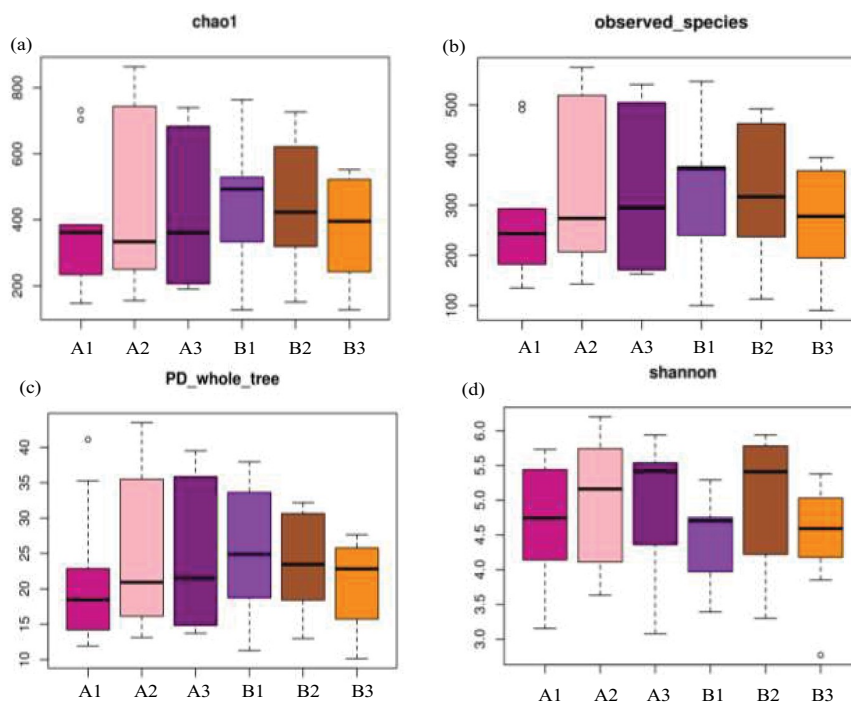 chao1
observed_species
(a)
(b)
800
600
400
200
500
400
300
200
100
A1 A2 A3 B1 B2 B3
A1 A2 A3 B1 B2 B3
PD_whole_tree
shannon
(c)
(d)
40
35
30
25
20
15
10
6.0
5.5
5.0
4.5
4.0
3.5
3.0
A1 A2 A3 B1 B2 B3
A1 A2 A3 B1 B2 B3